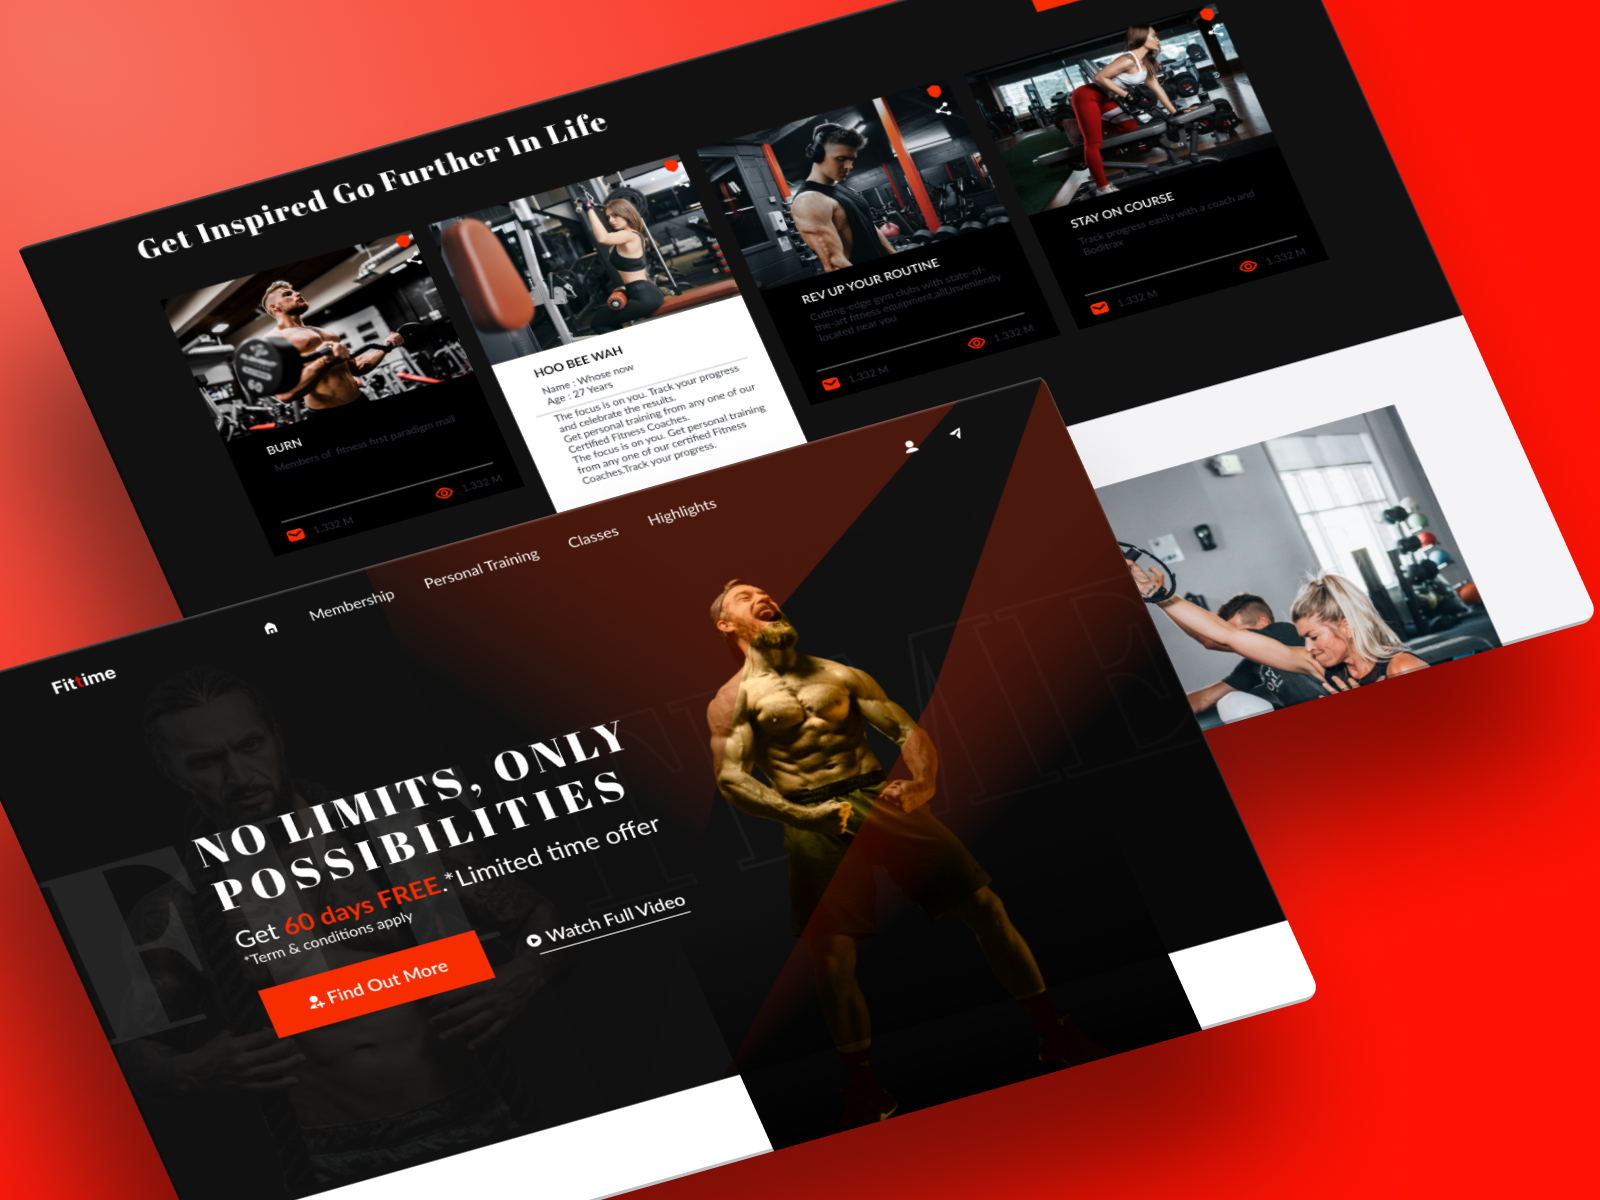 Get Inspired Go Further In Life
BURN
Members of fitness first paradigm mall
1.332 M
1.332 M
HOO BEE WAH
Name : Whose now
Age : 27 Years
The focus is on you. Track your progress
and celebrate the results.
Get personal training from any one of our
Certified Fitness Coaches.
The focus is on you. Get personal training
from any one of our certified Fitness
Coaches.Track your progress.
REV UP YOUR ROUTINE
Cutting-edge gym clubs with state-of-
the-art fitness equipment,allUnveniently
located near you
1.332 M
1.332 M
STAY ON COURSE
Track progress easily with a coach and
Boditrax
1.332 M
1.332 M
Fittime
Membership
Personal Training
Classes
Highlights
NO LIMITS, ONLY
POSSIBILITIES
Get 60 days FREE.*Limited time offer
*Term & conditions apply
Find Out More
Watch Full Video